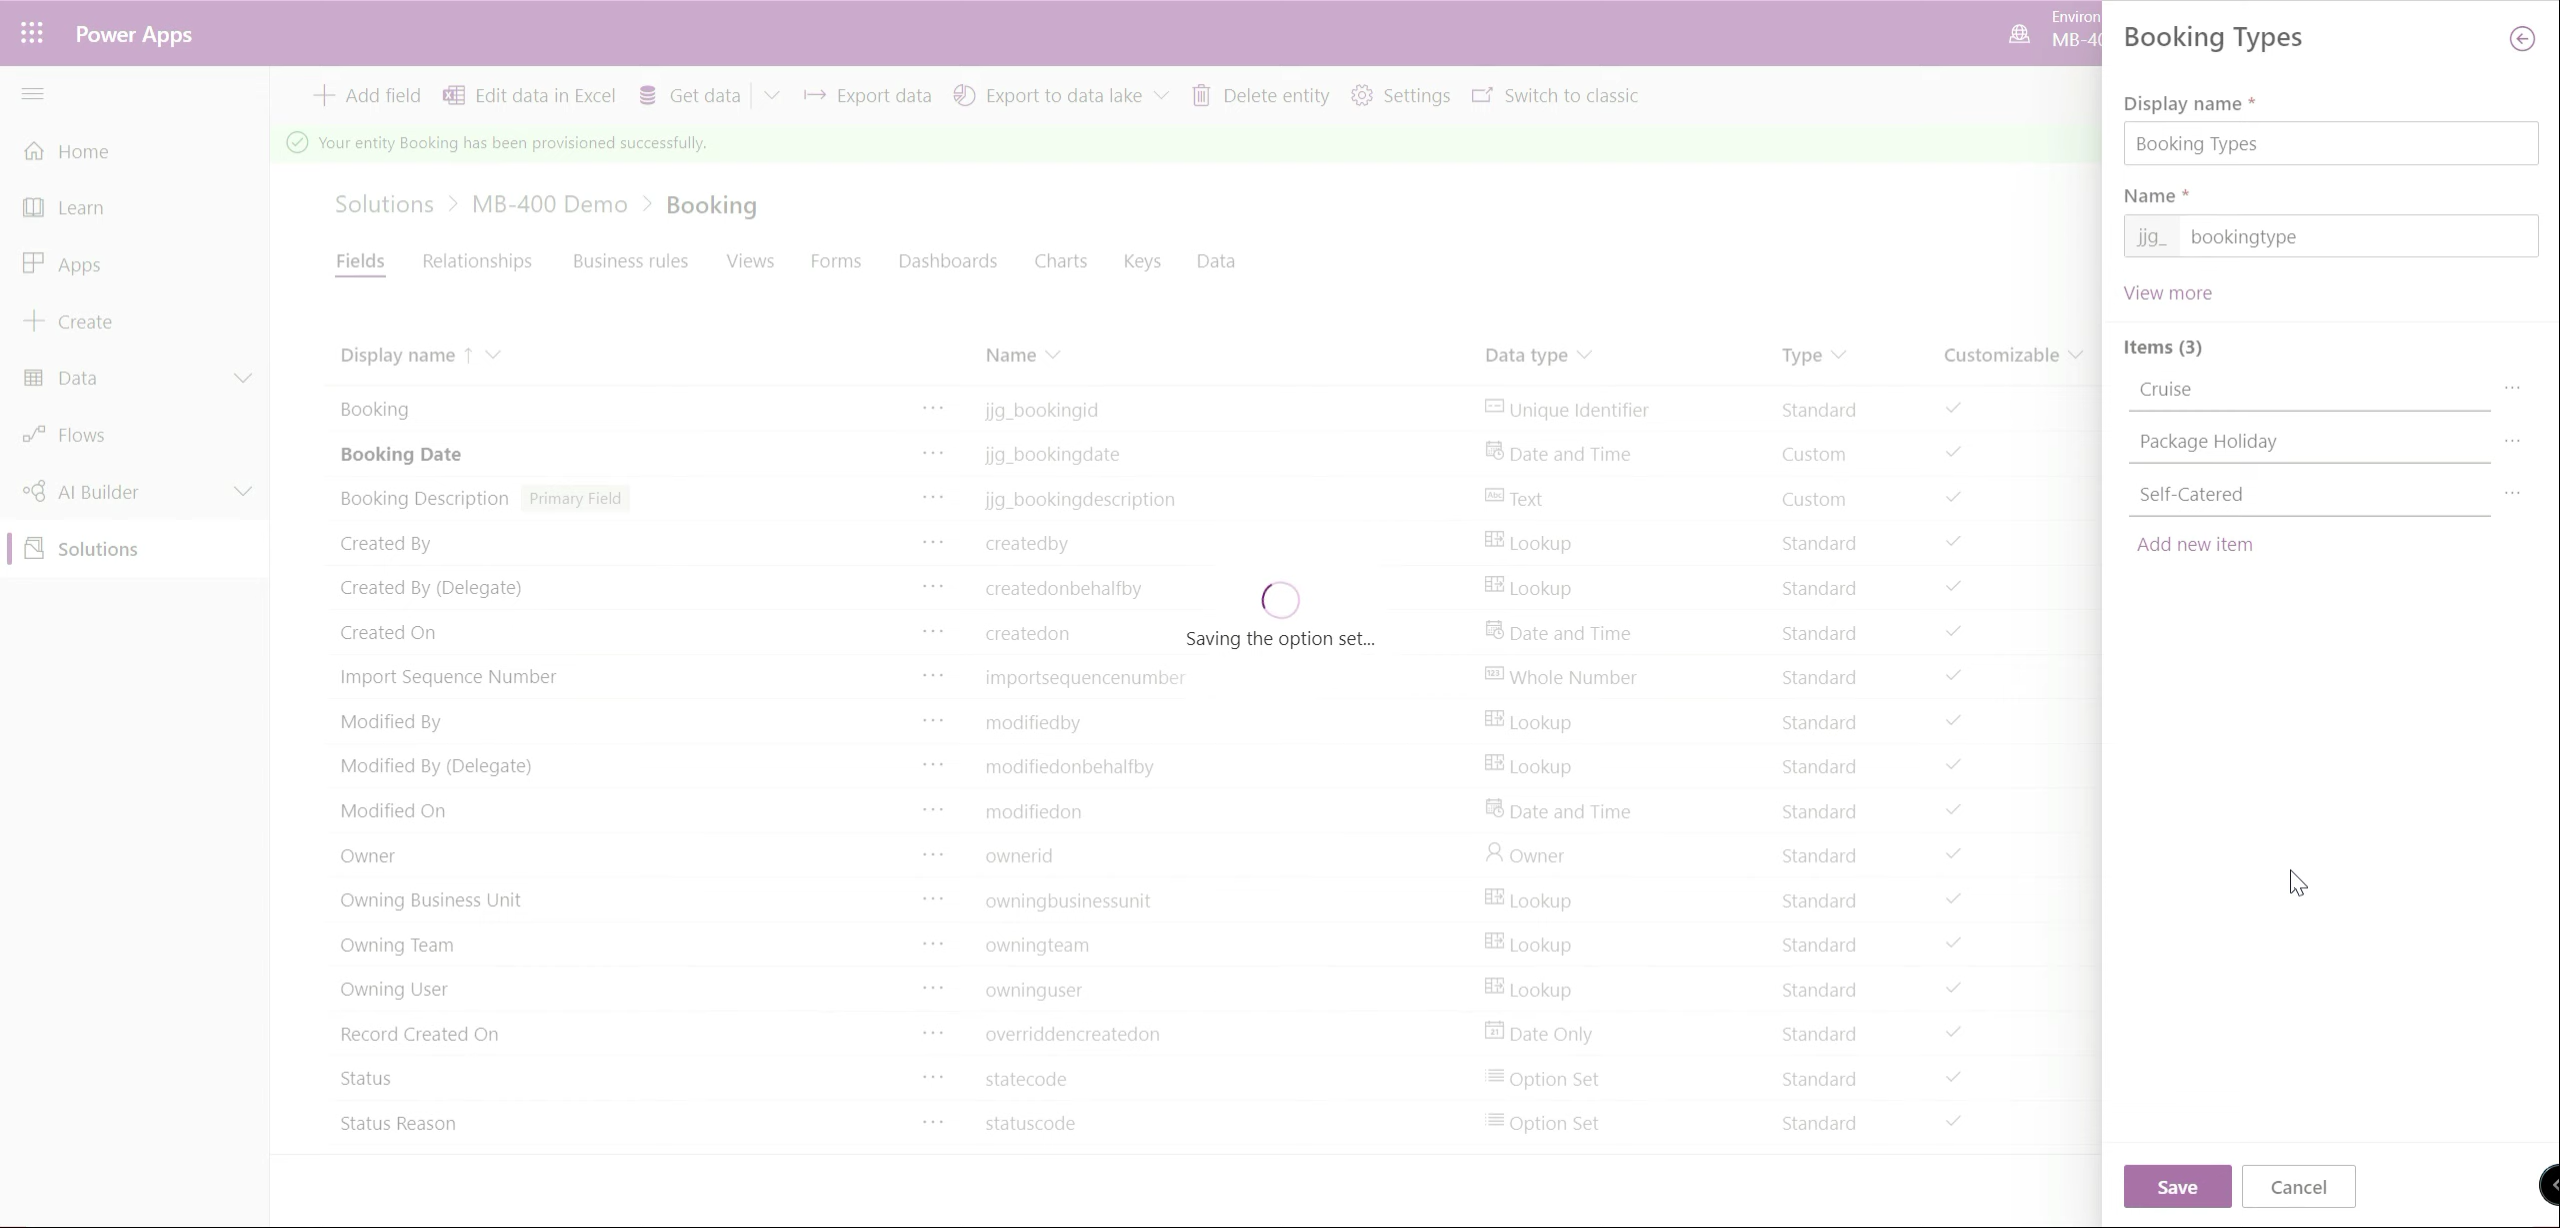 Power Apps
Environ
MB-40
Booking Types
Add field
Edit data in Excel
Get data
Export data
Export to data lake
Delete entity
Settings
Switch to classic
Your entity Booking has been provisioned successfully.
Home
Learn
Apps
Create
Data
Flows
AI Builder
Solutions
Solutions > MB-400 Demo > Booking
Fields Relationships Business rules Views Forms Dashboards Charts Keys Data
Display name ↑ Name Data type Type Customizable
Booking ··· jjg_bookingid Unique Identifier Standard
Booking Date ··· jjg_bookingdate Date and Time Custom
Booking Description Primary Field ··· jjg_bookingdescription Abc Text Custom
Created By ··· createdby Lookup Standard
Created By (Delegate) ··· createdonbehalfby Lookup Standard
Created On ··· createdon Date and Time Standard
Import Sequence Number ··· importsequencenumber 123 Whole Number Standard
Modified By ··· modifiedby Lookup Standard
Modified By (Delegate) ··· modifiedonbehalfby Lookup Standard
Modified On ··· modifiedon Date and Time Standard
Owner ··· ownerid Owner Standard
Owning Business Unit ··· owningbusinessunit Lookup Standard
Owning Team ··· owningteam Lookup Standard
Owning User ··· owninguser Lookup Standard
Record Created On ··· overriddencreatedon 21 Date Only Standard
Status ··· statecode Option Set Standard
Status Reason ··· statuscode Option Set Standard
Saving the option set...
Display name *
Booking Types
Name *
jjg_ bookingtype
View more
Items (3)
Cruise ···
Package Holiday ···
Self-Catered ···
Add new item
Save Cancel